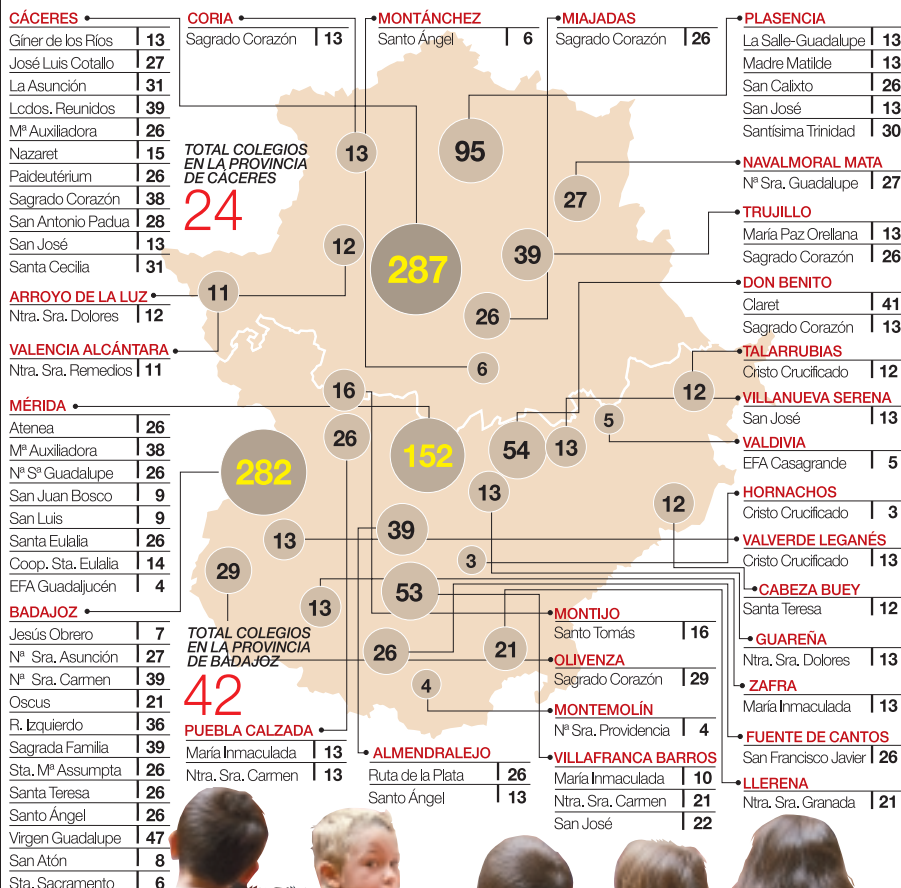 CÁCERES
Giner de los Ríos 13
José Luis Cotallo 27
La Asunción 31
Lcdos. Reunidos 39
Mª Auxiliadora 26
Nazaret 15
Paideutérium 26
Sagrado Corazón 38
San Antonio Padua 28
San José 13
Santa Cecilia 31
ARROYO DE LA LUZ
Ntra. Sra. Dolores 12
VALENCIA ALCÁNTARA
Ntra. Sra. Remedios 11
MÉRIDA
Atenea 26
Mª Auxiliadora 38
Nª Sª Guadalupe 26
San Juan Bosco 9
San Luis 9
Santa Eulalia 26
Coop. Sta. Eulalia 14
EFA Guadaljucén 4
BADAJOZ
Jesús Obrero 7
Nª Sra. Asunción 27
Nª Sra. Carmen 39
Oscus 21
R. Izquierdo 36
Sagrada Familia 39
Sta. Mª Assumpta 26
Santa Teresa 26
Santo Ángel 26
Virgen Guadalupe 47
San Atón 8
Sta. Sacramento 6
CORIA
Sagrado Corazón 13
MONTÁNCHEZ
Santo Ángel 6
MIAJADAS
Sagrado Corazón 26
TOTAL COLEGIOS
EN LA PROVINCIA
DE CÁCERES
24
13
95
27
12
287
39
11
26
6
16
12
26
5
282
152
54
13
13
12
39
13
3
29
53
13
26
21
4
TOTAL COLEGIOS
EN LA PROVINCIA
DE BADAJOZ
42
PUEBLA CALZADA
María Inmaculada 13
Ntra. Sra. Carmen 13
ALMENDRALEJO
Ruta de la Plata 26
Santo Ángel 13
MONTIJO
Santo Tomás 16
OLIVENZA
Sagrado Corazón 29
MONTEMOLÍN
Nª Sra. Providencia 4
VILLAFRANCA BARROS
María Inmaculada 10
Ntra. Sra. Carmen 21
San José 22
PLASENCIA
La Salle-Guadalupe 13
Madre Matilde 13
San Calixto 26
San José 13
Santísima Trinidad 30
NAVALMORAL MATA
Nª Sra. Guadalupe 27
TRUJILLO
María Paz Orellana 13
Sagrado Corazón 26
DON BENITO
Claret 41
Sagrado Corazón 13
TALARRUBIAS
Cristo Crucificado 12
VILLANUEVA SERENA
San José 13
VALDIVIA
EFA Casagrande 5
HORNACHOS
Cristo Crucificado 3
VALVERDE LEGANÉS
Cristo Crucificado 13
CABEZA BUEY
Santa Teresa 12
GUAREÑA
Ntra. Sra. Dolores 13
ZAFRA
María Inmaculada 13
FUENTE DE CANTOS
San Francisco Javier 26
LLERENA
Ntra. Sra. Granada 21